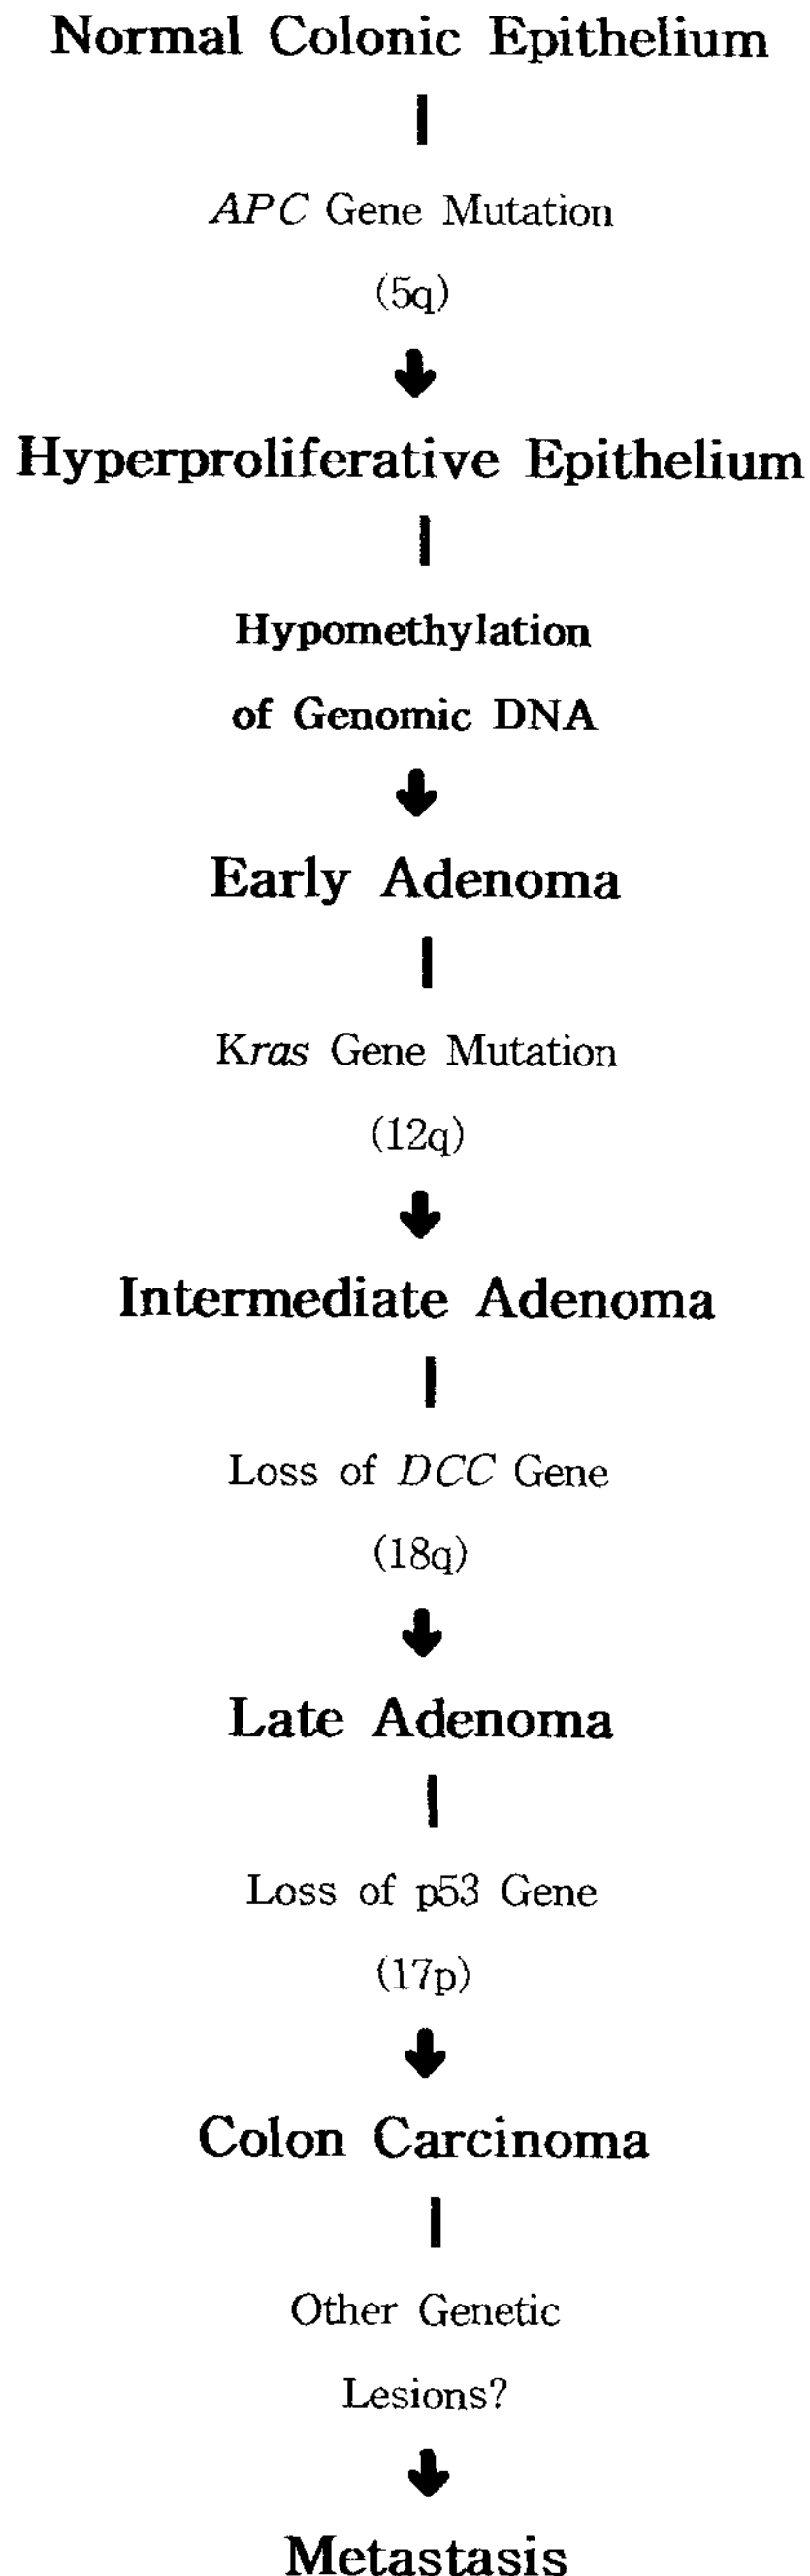 Normal Colonic Epithelium
APC Gene Mutation
(5q)
Hyperproliferative Epithelium
Hypomethylation
of Genomic DNA
Early Adenoma
Kras Gene Mutation
(12q)
Intermediate Adenoma
Loss of DCC Gene
(18q)
Late Adenoma
Loss of p53 Gene
(17p)
Colon Carcinoma
Other Genetic
Lesions?
Metastasis